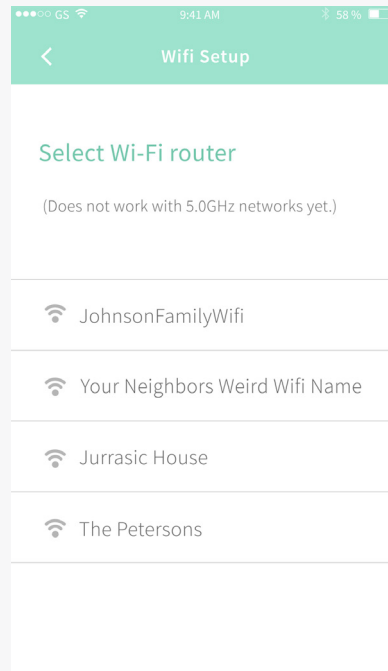 GS 9:41 AM 58 %
Wifi Setup
Select Wi-Fi router
(Does not work with 5.0GHz networks yet.)
JohnsonFamilyWifi
Your Neighbors Weird Wifi Name
Jurrasic House
The Petersons